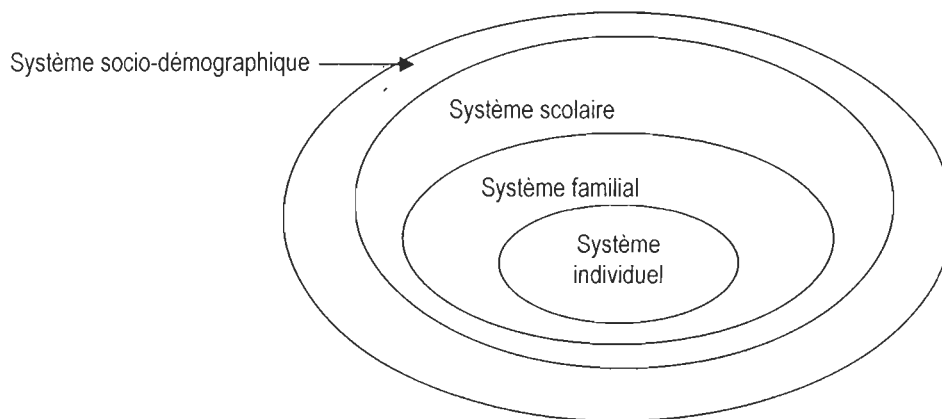 Système socio-démographique
Système scolaire
Système familial
Système
individuel